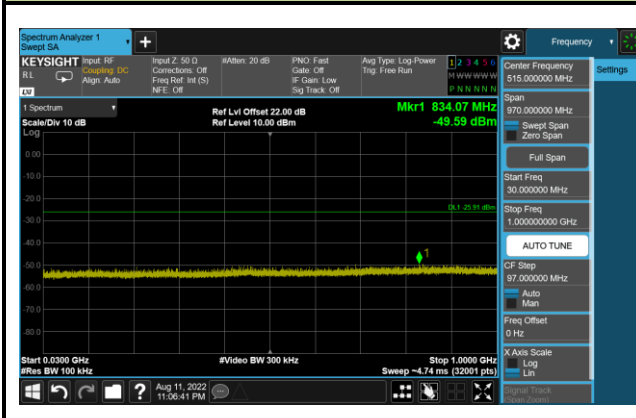 Spectrum Analyzer 1
Swept SA
Frequency
KEYSIGHT
RL
LXI
Input: RF
Coupling: DC
Align: Auto
Input Z: 50 Ω
Corrections: Off
Freq Ref: Int (S)
NFE: Off
#Atten: 20 dB
PNO: Fast
Gate: Off
IF Gain: Low
Sig Track: Off
Avg Type: Log-Power
Trig: Free Run
1 2 3 4 5 6
M W W W W W
P N N N N N
1 Spectrum
Scale/Div 10 dB
Ref Lvl Offset 22.00 dB
Ref Level 10.00 dBm
Mkr1 834.07 MHz
-49.59 dBm
Log
0.00
-10.0
-20.0
-30.0
-40.0
-50.0
-60.0
-70.0
-80.0
DL1 -25.91 dBm
1
Start 0.0300 GHz
#Res BW 100 kHz
#Video BW 300 kHz
Stop 1.0000 GHz
Sweep ~4.74 ms (32001 pts)
Aug 11, 2022
11:06:41 PM
Center Frequency
515.000000 MHz
Settings
Span
970.000000 MHz
Swept Span
Zero Span
Full Span
Start Freq
30.000000 MHz
Stop Freq
1.000000000 GHz
AUTO TUNE
CF Step
97.000000 MHz
Auto
Man
Freq Offset
0 Hz
X Axis Scale
Log
Lin
Signal Track
(Span Zoom)